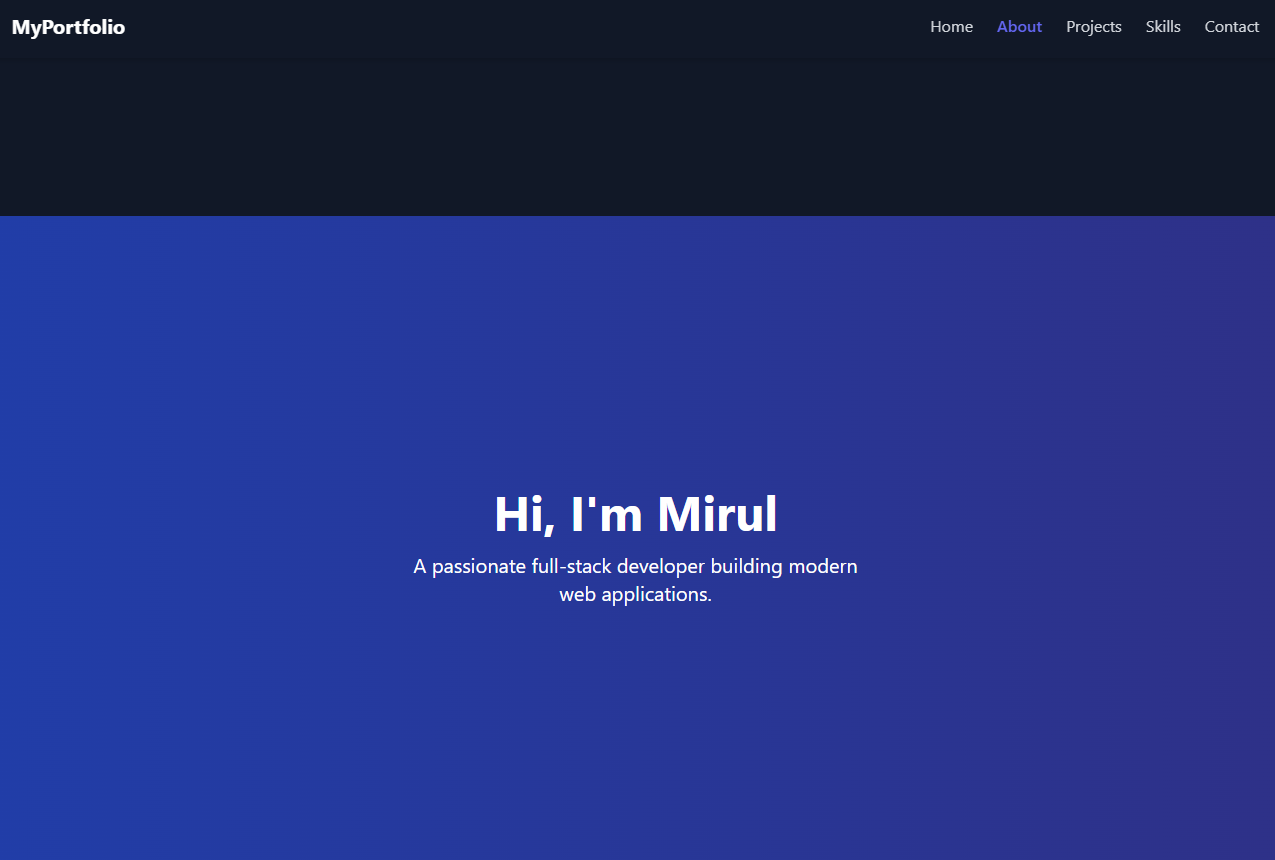 MyPortfolio
Home About Projects Skills Contact
Hi, I'm Mirul
A passionate full-stack developer building modern
web applications.